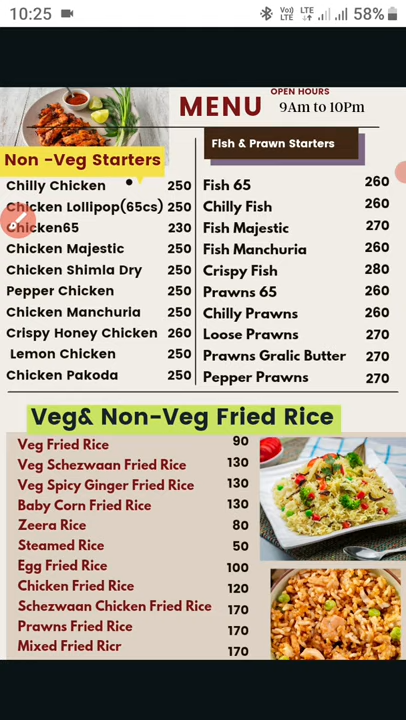 10:25
Vo) LTE LTE 58%
OPEN HOURS
MENU 9Am to 10Pm
Non -Veg Starters
Chilly Chicken 250
Chicken Lollipop(65cs) 250
Chicken65 230
Chicken Majestic 250
Chicken Shimla Dry 250
Pepper Chicken 250
Chicken Manchuria 250
Crispy Honey Chicken 260
Lemon Chicken 250
Chicken Pakoda 250
Fish & Prawn Starters
Fish 65 260
Chilly Fish 260
Fish Majestic 270
Fish Manchuria 260
Crispy Fish 280
Prawns 65 260
Chilly Prawns 260
Loose Prawns 270
Prawns Gralic Butter 270
Pepper Prawns 270
Veg& Non-Veg Fried Rice
Veg Fried Rice 90
Veg Schezwaan Fried Rice 130
Veg Spicy Ginger Fried Rice 130
Baby Corn Fried Rice 130
Zeera Rice 80
Steamed Rice 50
Egg Fried Rice 100
Chicken Fried Rice 120
Schezwaan Chicken Fried Rice 170
Prawns Fried Rice 170
Mixed Fried Ricr 170